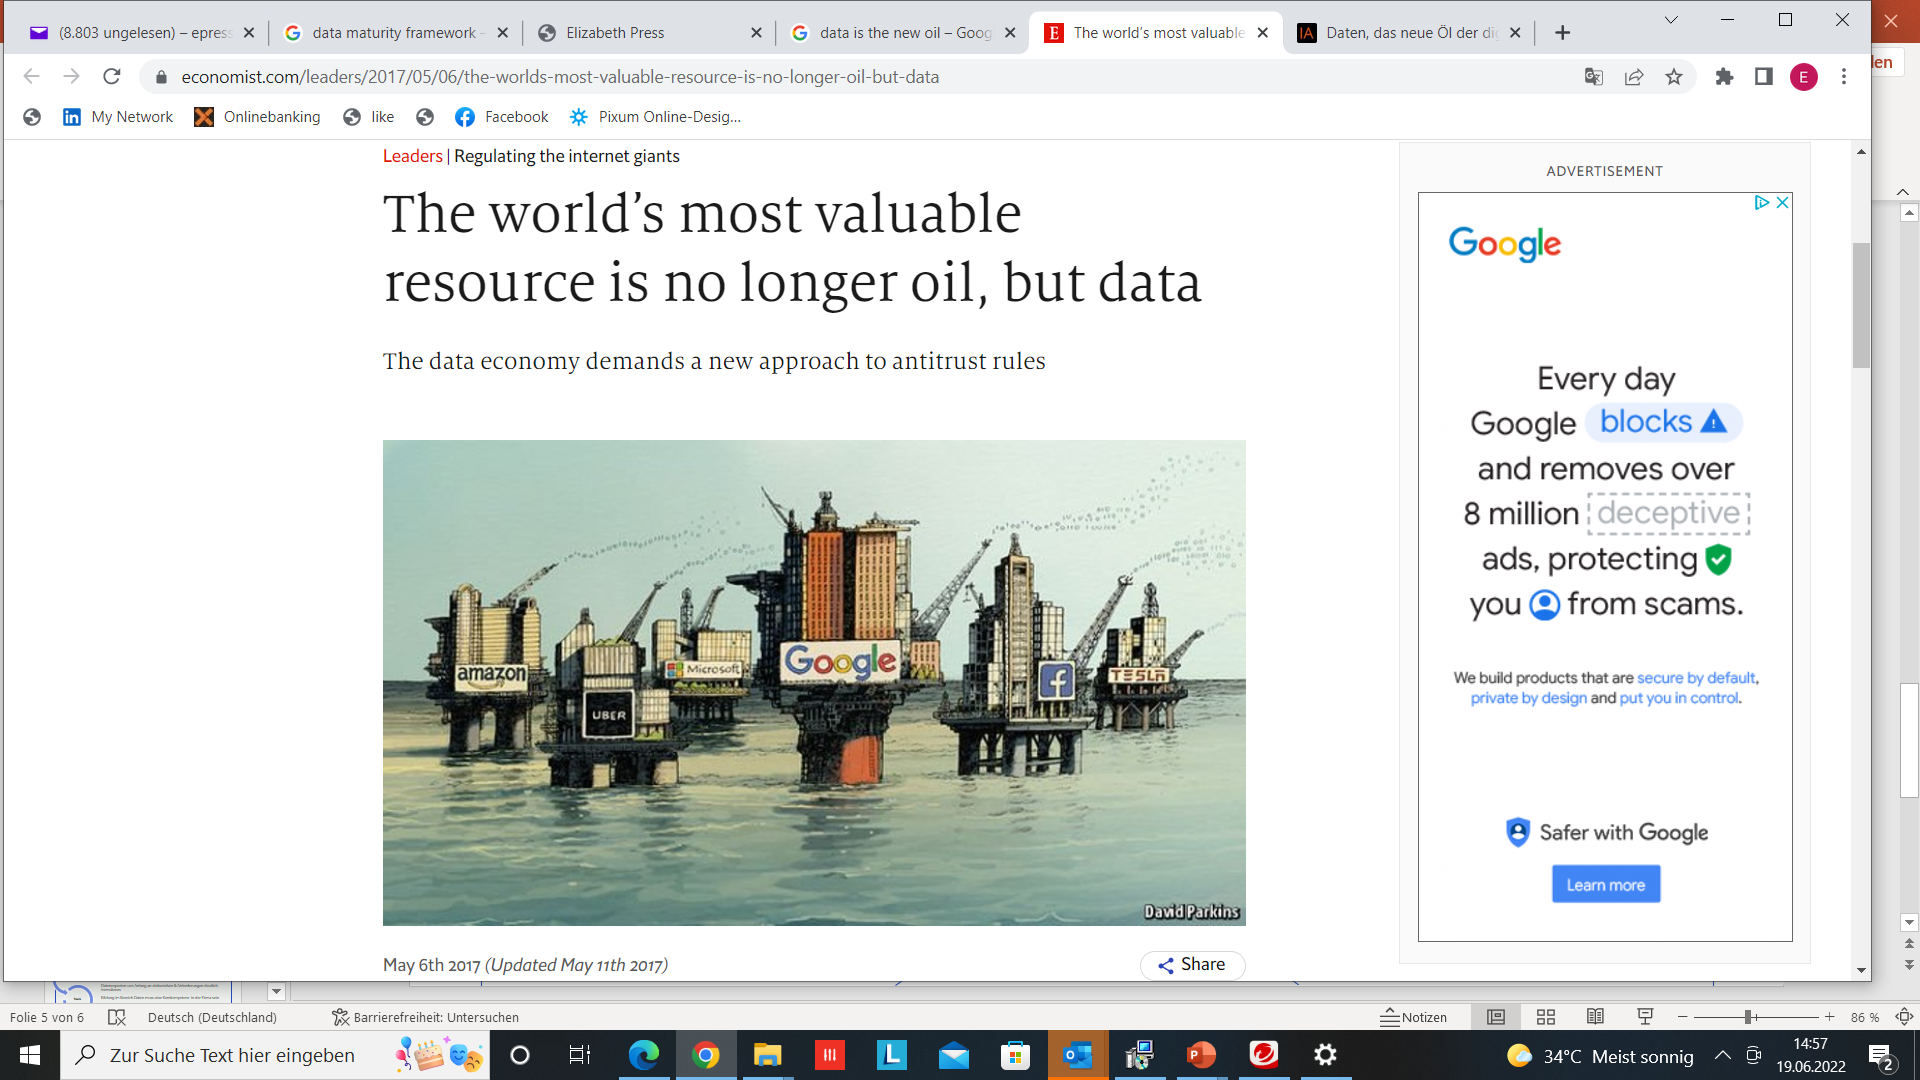 (8.803 ungelesen) – epress
data maturity framework –
Elizabeth Press
data is the new oil – Goog
The world's most valuable
Daten, das neue Öl der dig
economist.com/leaders/2017/05/06/the-worlds-most-valuable-resource-is-no-longer-oil-but-data
E
My Network
Onlinebanking
like
Facebook
Pixum Online-Desig...
Leaders | Regulating the internet giants
The world's most valuable
resource is no longer oil, but data
The data economy demands a new approach to antitrust rules
amazon
UBER
Microsoft
Google
TESLA
David Parkins
May 6th 2017 (Updated May 11th 2017)
Share
ADVERTISEMENT
Google
Every day
Google blocks
and removes over
8 million deceptive
ads, protecting
you from scams.
We build products that are secure by default,
private by design and put you in control.
Safer with Google
Learn more
Folie 5 von 6
Deutsch (Deutschland)
Barrierefreiheit: Untersuchen
Notizen
86 %
Zur Suche Text hier eingeben
34°C Meist sonnig
14:57
19.06.2022
2